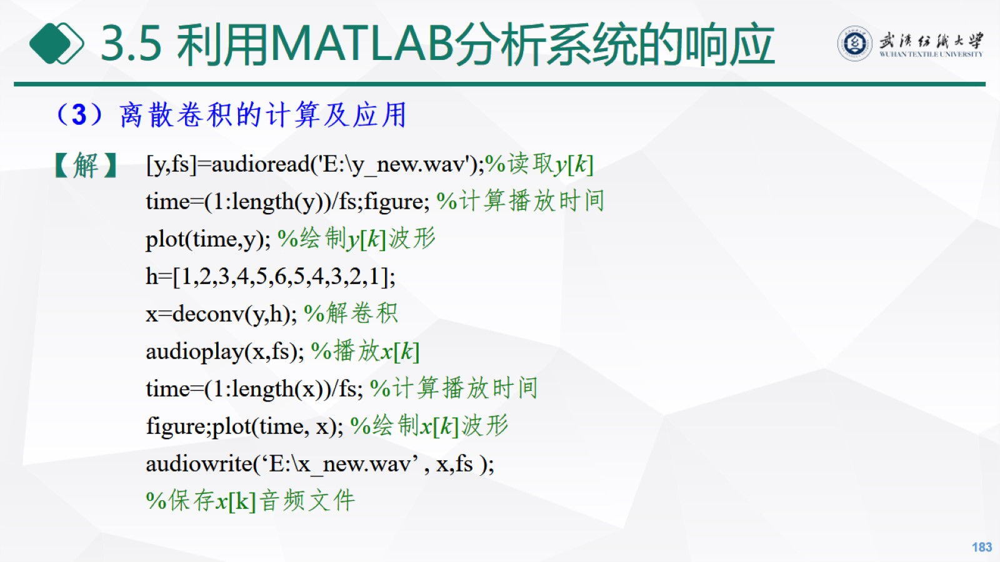 3.5 利用MATLAB分析系统的响应
武汉纺织大学
WUHAN TEXTILE UNIVERSITY
（3）离散卷积的计算及应用
【解】 [y,fs]=audioread('E:\y_new.wav');%读取y[k]
time=(1:length(y))/fs;figure; %计算播放时间
plot(time,y); %绘制y[k]波形
h=[1,2,3,4,5,6,5,4,3,2,1];
x=deconv(y,h); %解卷积
audioplay(x,fs); %播放x[k]
time=(1:length(x))/fs; %计算播放时间
figure;plot(time, x); %绘制x[k]波形
audiowrite(‘E:\x_new.wav’ , x,fs );
%保存x[k]音频文件
183